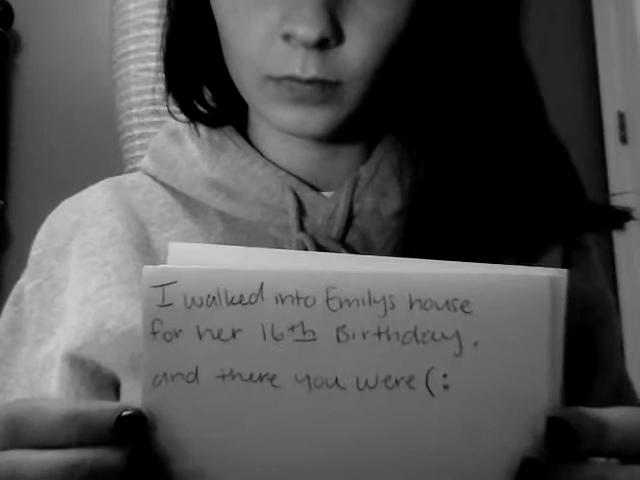 I walked into Emilys house
for her 16th Birthday.
and there you were (: